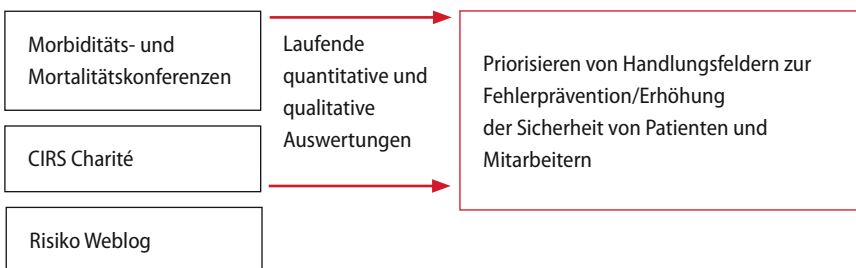 Morbiditäts- und
Mortalitätskonferenzen
CIRS Charité
Risiko Weblog
Laufende
quantitative und
qualitative
Auswertungen
Priorisieren von Handlungsfeldern zur
Fehlerprävention/Erhöhung
der Sicherheit von Patienten und
Mitarbeitern